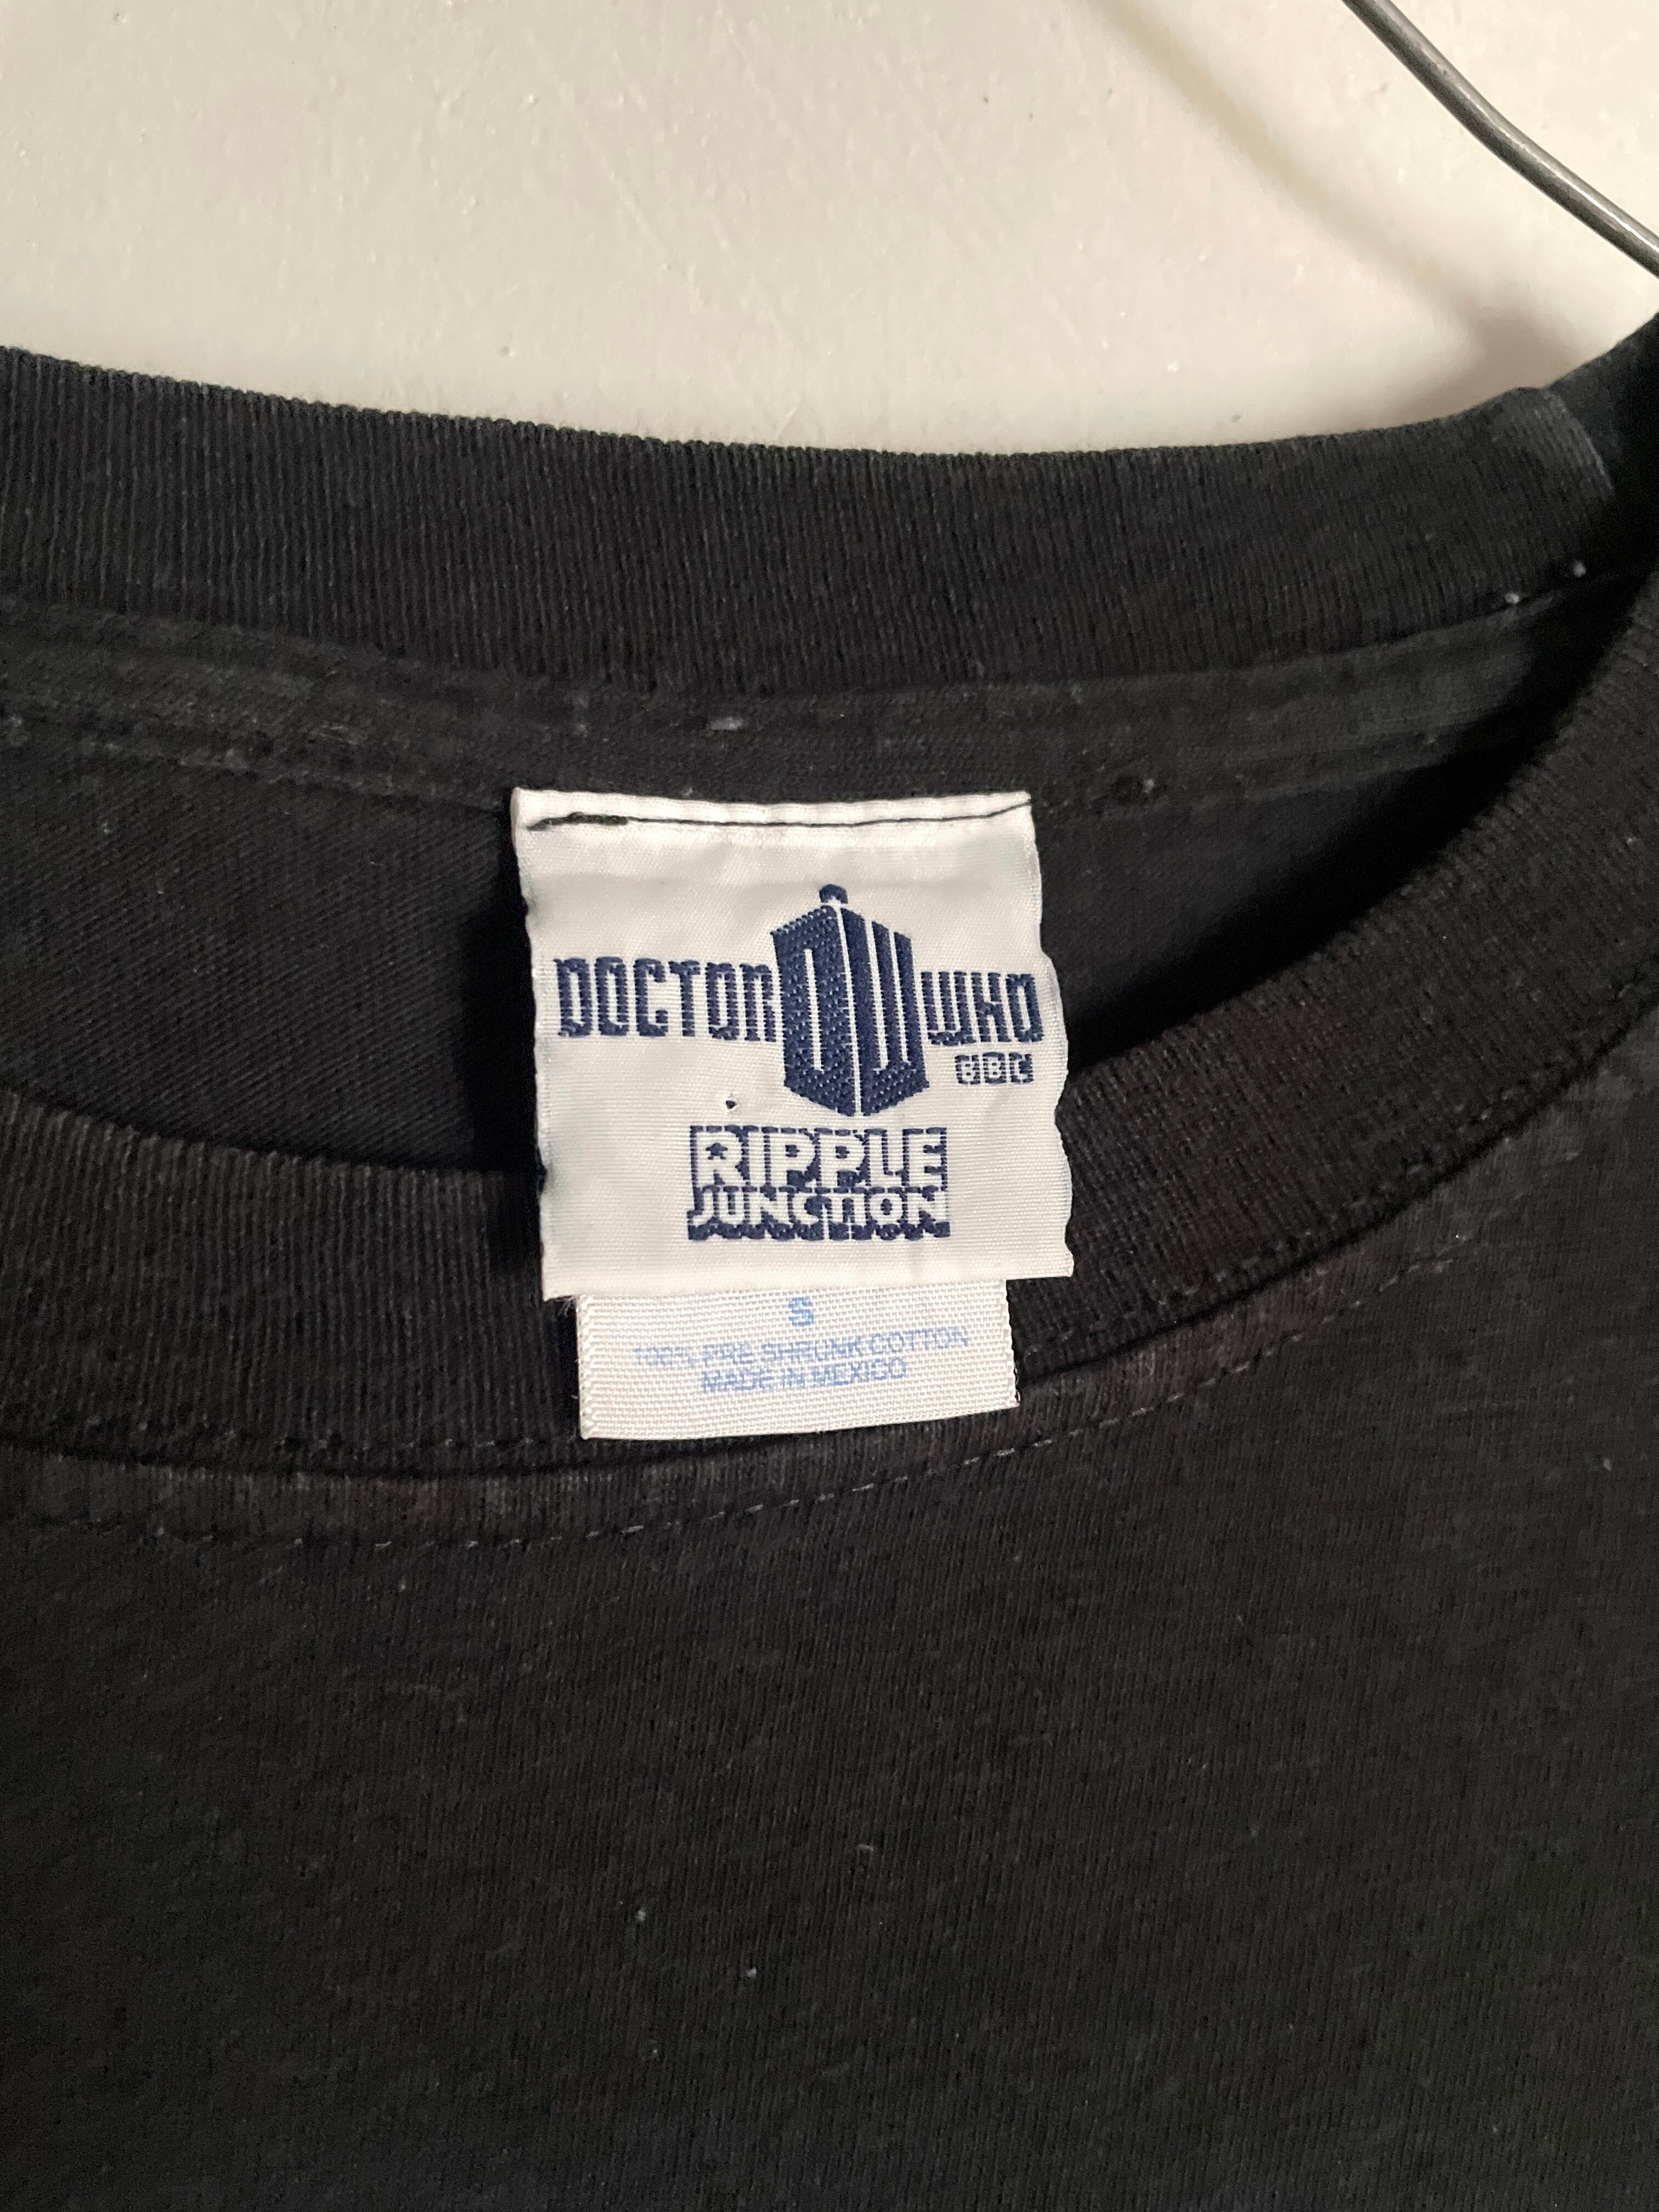 DOCTOR DW WHO
BBC
RIPPLE
JUNCTION
S
100% PRE SHRUNK COTTON
MADE IN MEXICO